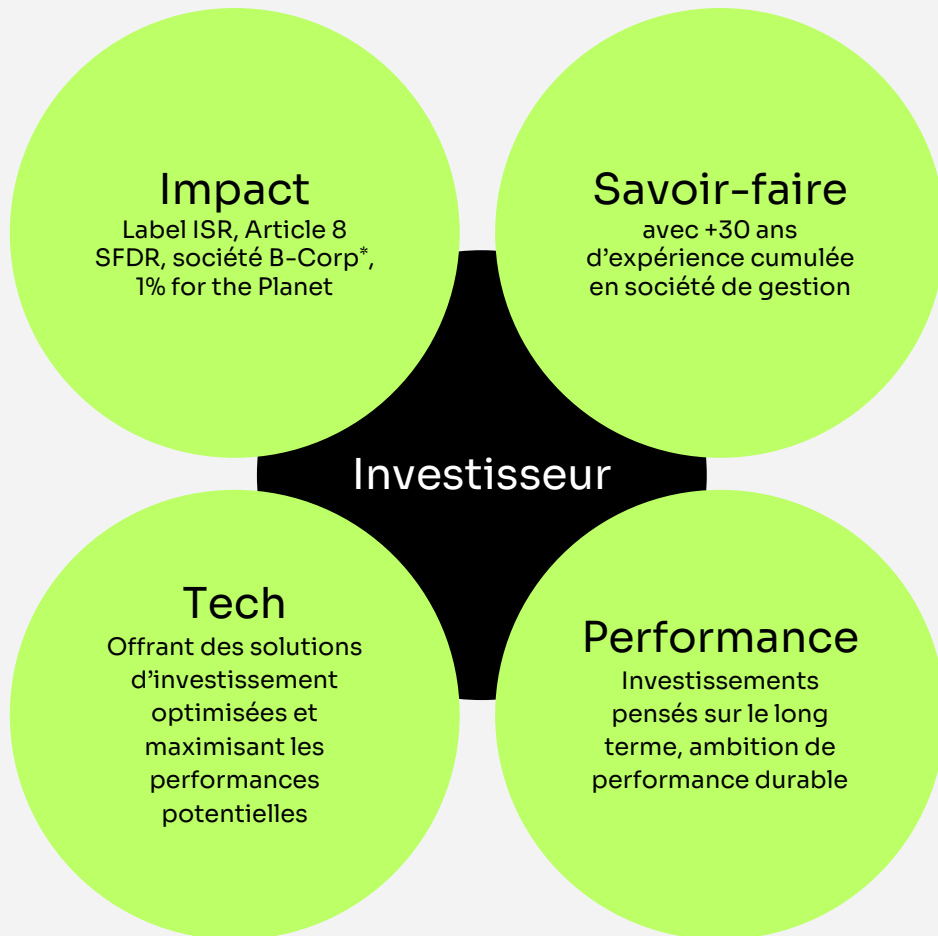 Impact
Label ISR, Article 8
SFDR, société B-Corp*,
1% for the Planet
Savoir-faire
avec +30 ans
d’expérience cumulée
en société de gestion
Investisseur
Tech
Offrant des solutions
d’investissement
optimisées et
maximisant les
performances
potentielles
Performance
Investissements
pensés sur le long
terme, ambition de
performance durable